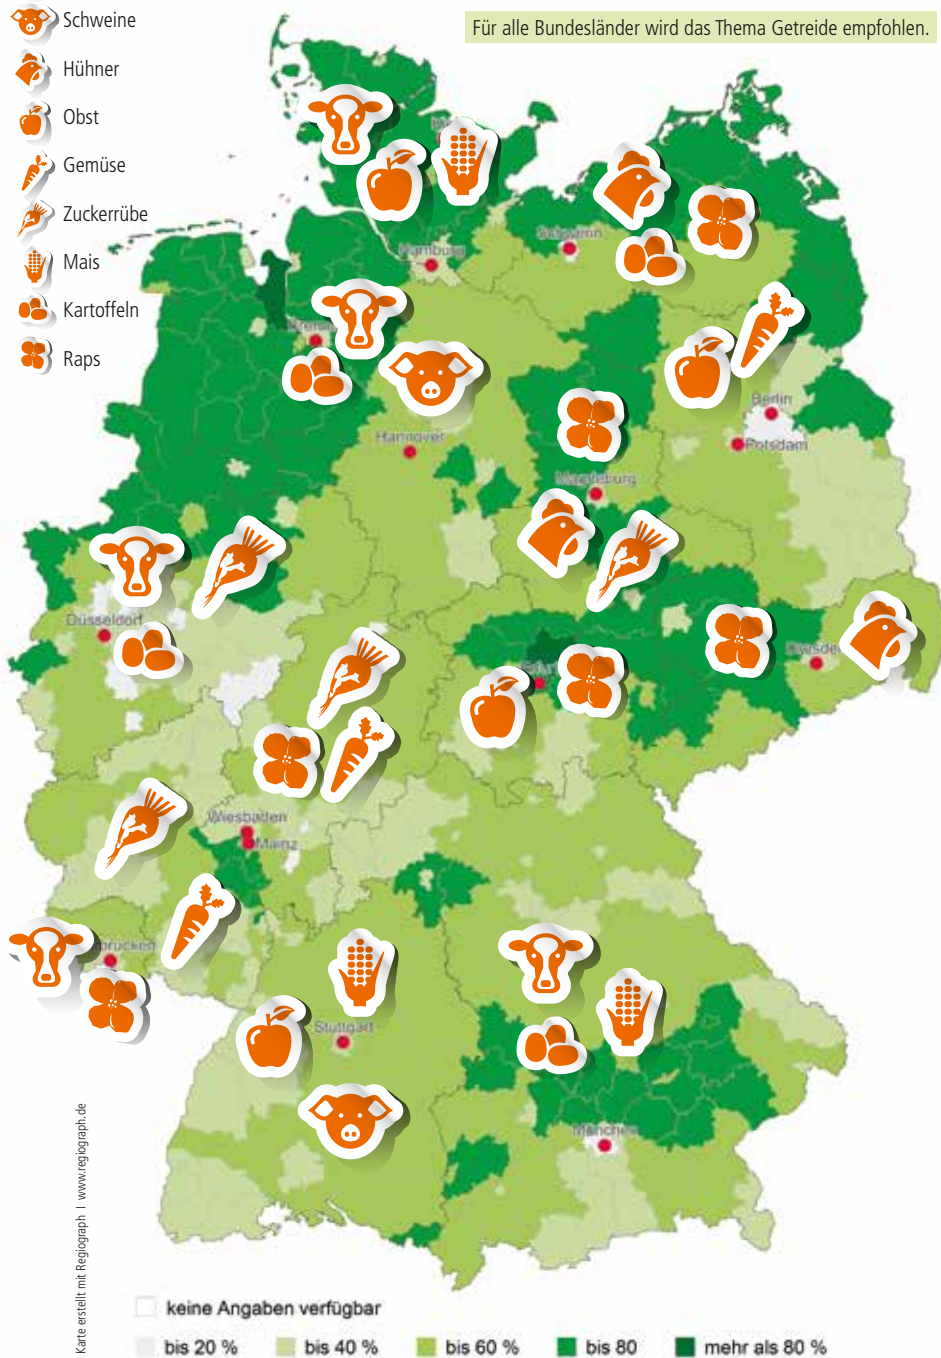 Schweine
Für alle Bundesländer wird das Thema Getreide empfohlen.
Hühner
Obst
Gemüse
Zuckerrübe
Mais
Kartoffeln
Raps
Schwerin
Hamburg
Berlin
Potsdam
Hannover
Magdeburg
Düsseldorf
Dresden
Wiesbaden
Mainz
Stuttgart
München
Karte erstellt mit Regiograph I www.regiograph.de
keine Angaben verfügbar
bis 20 % bis 40 % bis 60 % bis 80 mehr als 80 %